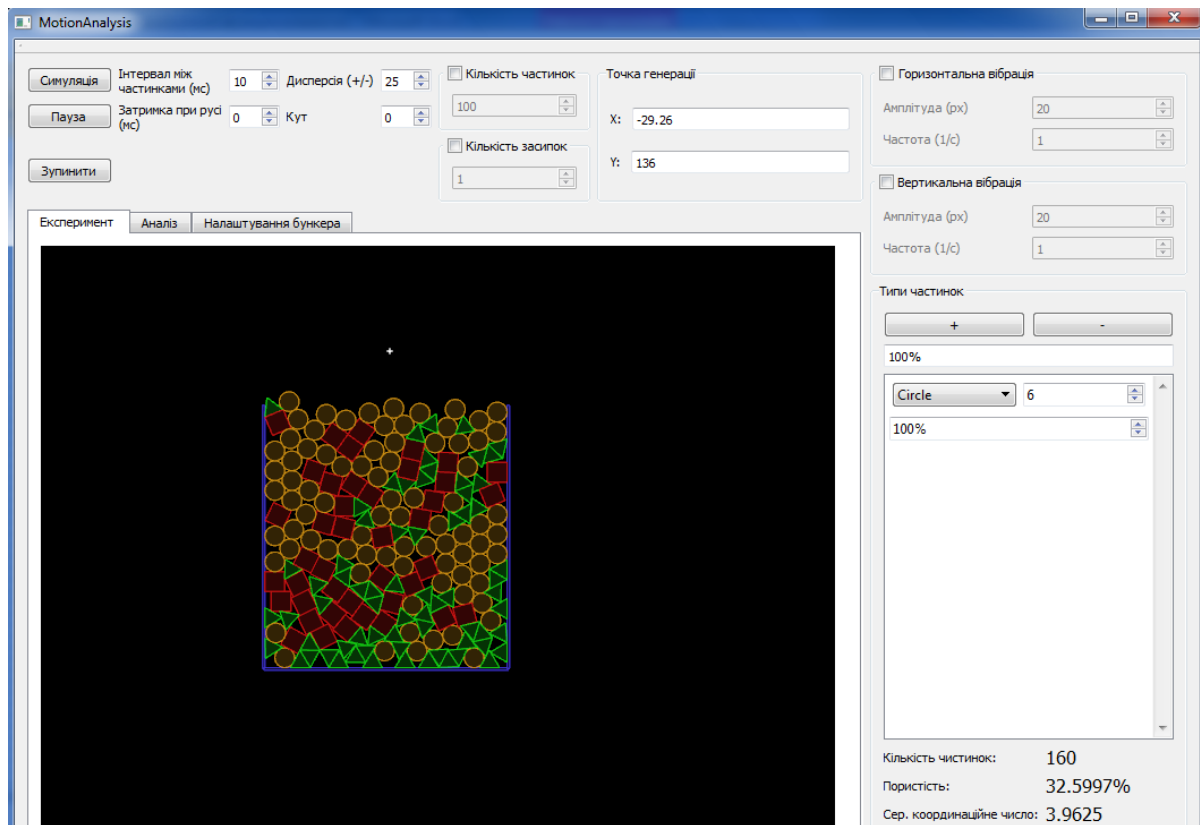 MotionAnalysis
Симуляція
Інтервал між
частинками (мс)
10
Дисперсія (+/-)
25
Пауза
Затримка при русі
(мс)
0
Кут
0
Зупинити
Кількість частинок
100
Кількість засипок
1
Точка генерації
X:
-29.26
Y:
136
Горизонтальна вібрація
Амплітуда (px)
20
Частота (1/с)
1
Вертикальна вібрація
Амплітуда (px)
20
Частота (1/с)
1
Експеримент
Аналіз
Налаштування бункера
Типи частинок
+
-
100%
Circle
6
100%
Кількість чистинок:
160
Пористість:
32.5997%
Сер. координаційне число:
3.9625